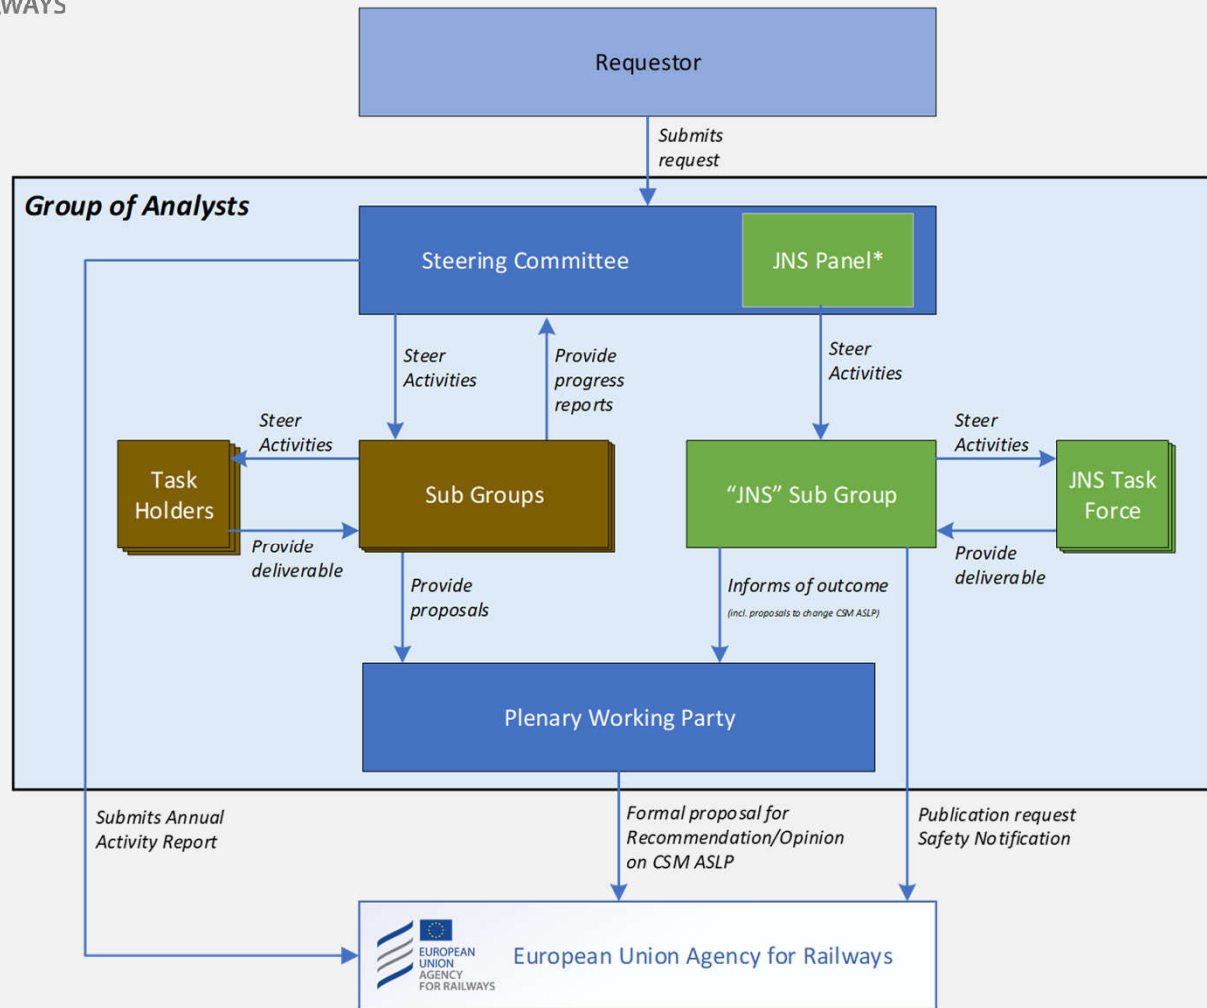 WAYS
Requestor
Submits
request
Group of Analysts
Steering Committee
JNS Panel*
Steer
Activities
Provide
progress
reports
Steer
Activities
Steer
Activities
Steer
Activities
Task
Holders
Sub Groups
“JNS” Sub Group
JNS Task
Force
Provide
deliverable
Provide
deliverable
Provide
proposals
Informs of outcome
(incl. proposals to change CSM ASLP)
Plenary Working Party
Submits Annual
Activity Report
Formal proposal for
Recommendation/Opinion
on CSM ASLP
Publication request
Safety Notification
EUROPEAN
UNION
AGENCY
FOR RAILWAYS
European Union Agency for Railways